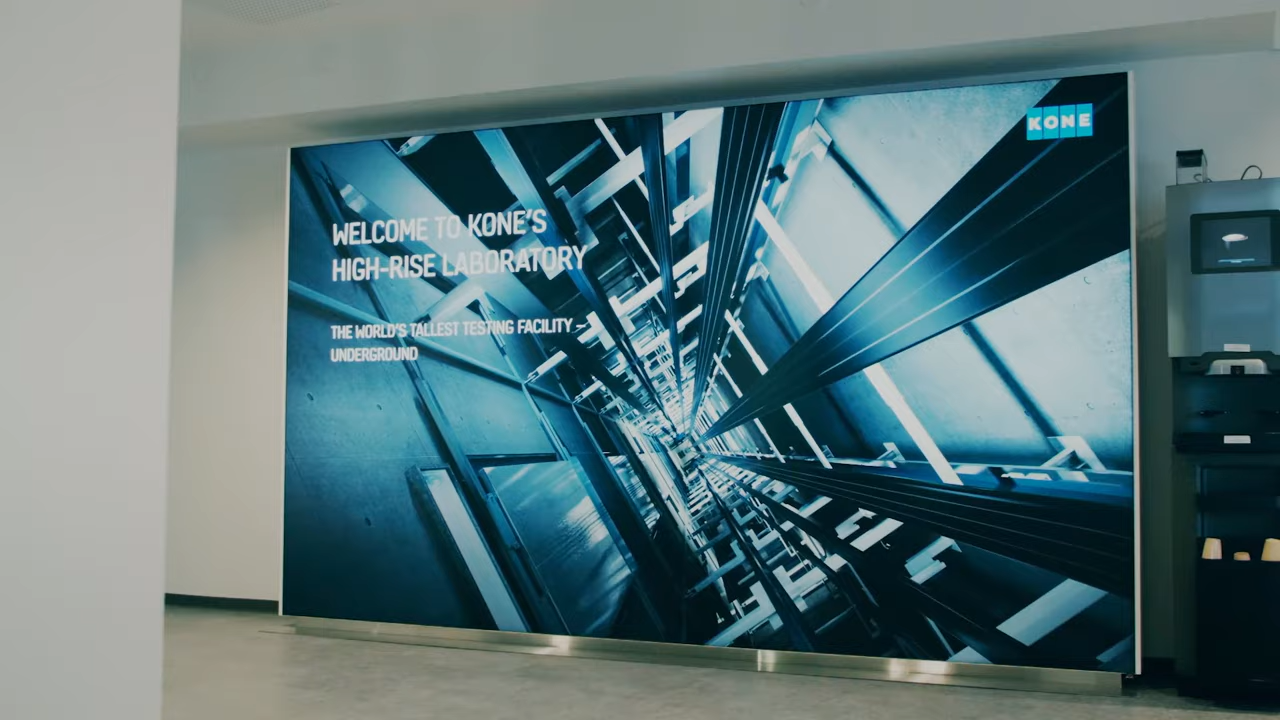 KONE
WELCOME TO KONE'S
HIGH-RISE LABORATORY
THE WORLD'S TALLEST TESTING FACILITY –
UNDERGROUND